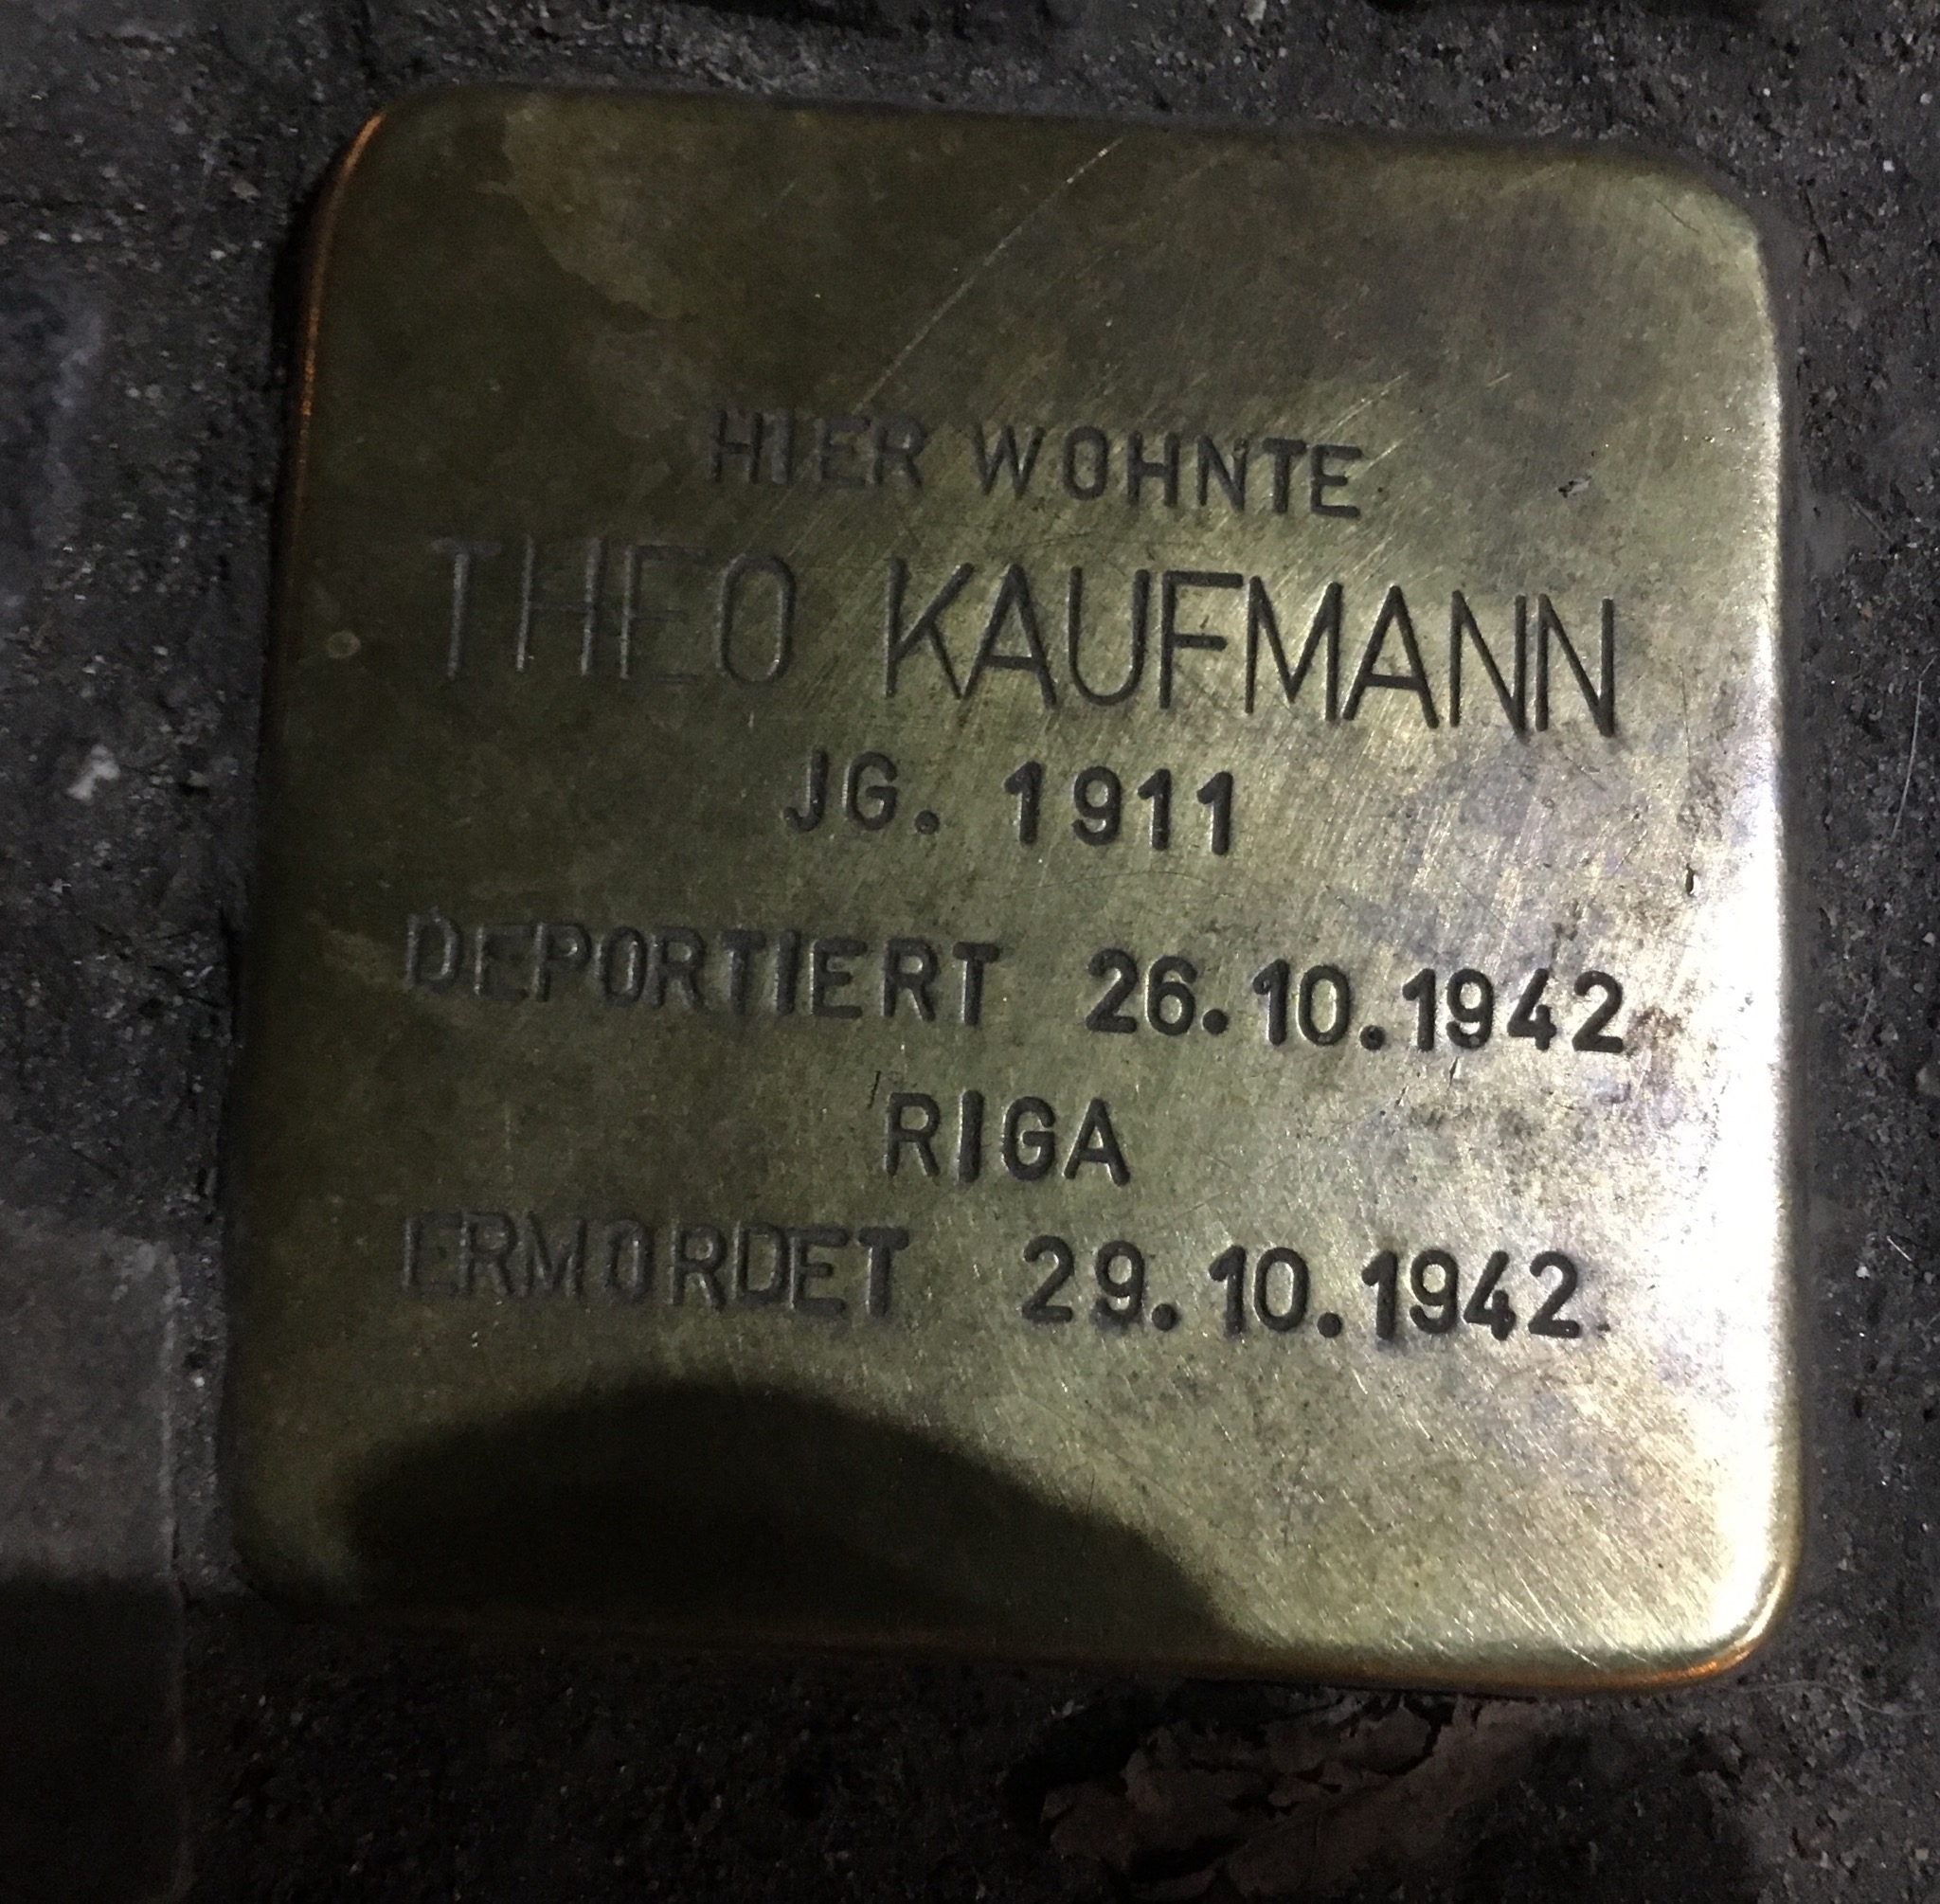 HIER WOHNTE
THEO KAUFMANN
JG. 1911
DEPORTIERT 26.10.1942
RIGA
ERMORDET 29.10.1942